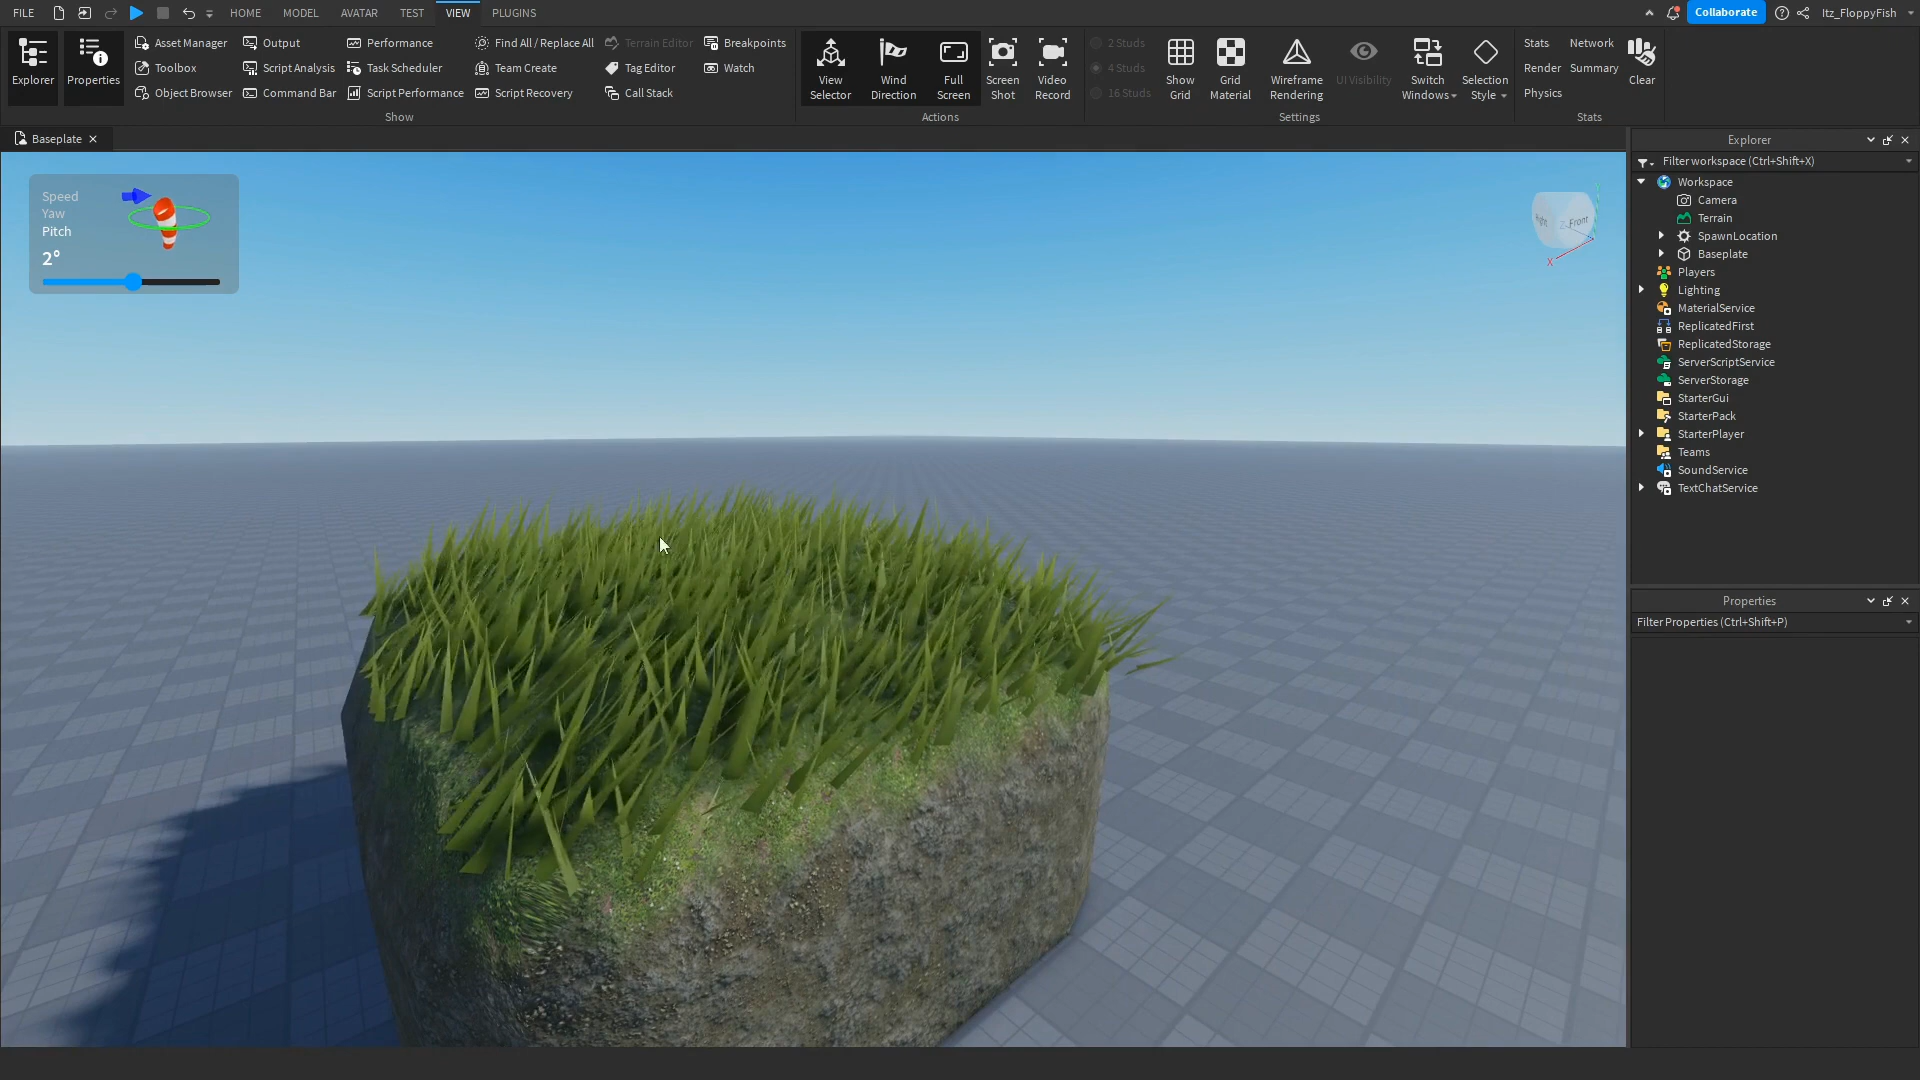 FILE HOME MODEL AVATAR TEST VIEW PLUGINS Collaborate Itz_FloppyFish
Explorer
Properties
Asset Manager
Toolbox
Object Browser
Output
Script Analysis
Command Bar
Performance
Task Scheduler
Script Performance
Find All / Replace All
Team Create
Script Recovery
Terrain Editor
Tag Editor
Call Stack
Breakpoints
Watch
Show
View
Selector
Wind
Direction
Full
Screen
Screen
Shot
Video
Record
Actions
2 Studs
4 Studs
16 Studs
Show
Grid
Grid
Material
Wireframe
Rendering
UI Visibility
Switch
Windows
Selection
Style
Settings
Stats
Render
Physics
Network
Summary
Clear
Stats
Baseplate
Speed
Yaw
Pitch
2°
Right
Front
Z
X
Explorer
Filter workspace (Ctrl+Shift+X)
Workspace
Camera
Terrain
SpawnLocation
Baseplate
Players
Lighting
MaterialService
ReplicatedFirst
ReplicatedStorage
ServerScriptService
ServerStorage
StarterGui
StarterPack
StarterPlayer
Teams
SoundService
TextChatService
Properties
Filter Properties (Ctrl+Shift+P)